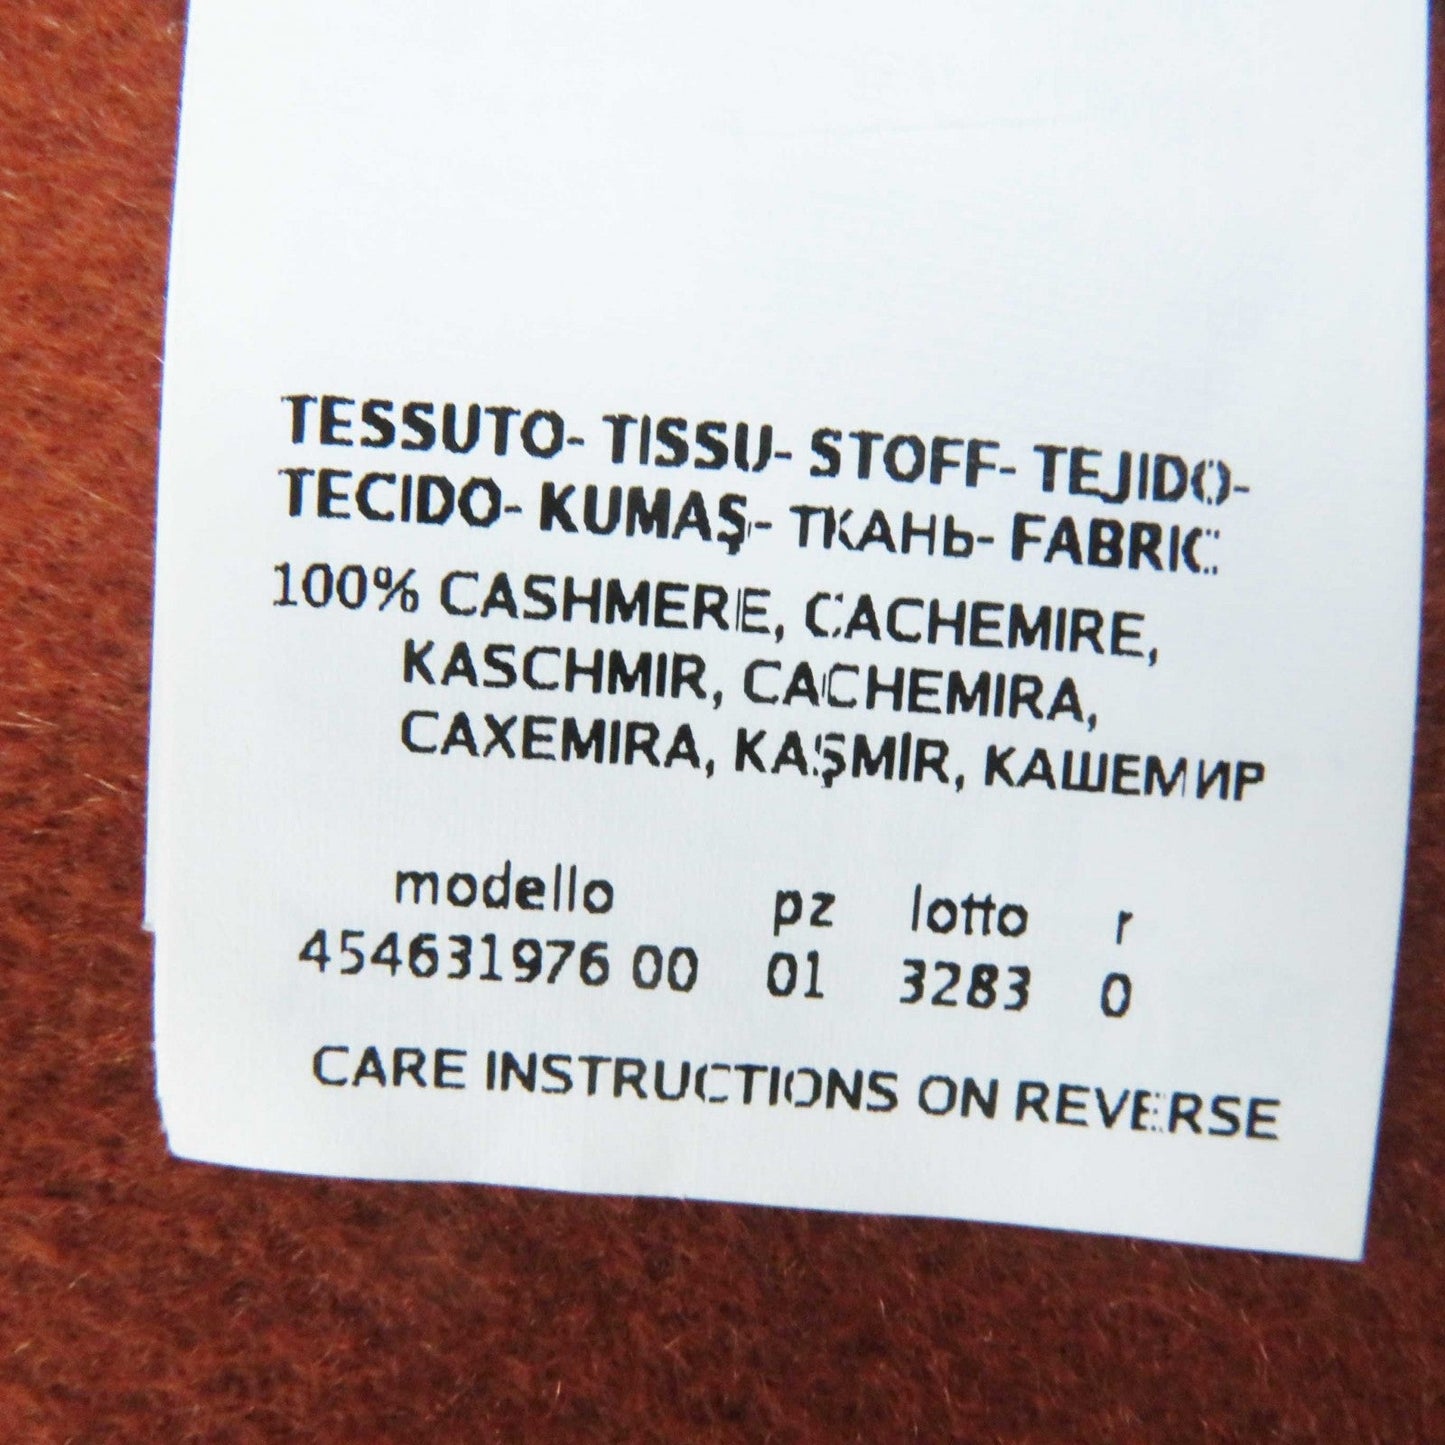 TESSUTO- TISSU- STOFF- TEJIDO-
TECIDO- KUMAŞ- ТКАНЬ- FABRIC:
100% CASHMERE, CACHEMIRE,
KASCHMIR, CACHEMIRA,
CAXEMIRA, KAŞMİR, КАШЕМИР
modello pz lotto r
454631976 00 01 3283 0
CARE INSTRUCTIONS ON REVERSE